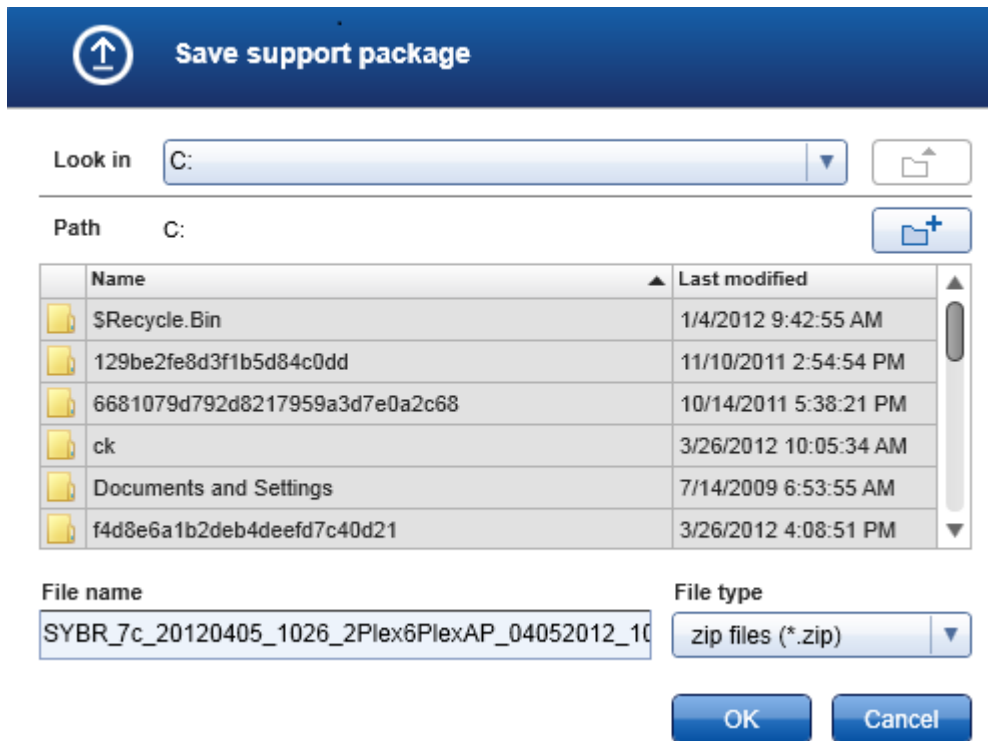 Save support package
Look in C:
Path C:
Name Last modified
$Recycle.Bin 1/4/2012 9:42:55 AM
129be2fe8d3f1b5d84c0dd 11/10/2011 2:54:54 PM
6681079d792d8217959a3d7e0a2c68 10/14/2011 5:38:21 PM
ck 3/26/2012 10:05:34 AM
Documents and Settings 7/14/2009 6:53:55 AM
f4d8e6a1b2deb4deefd7c40d21 3/26/2012 4:08:51 PM
File name File type
SYBR_7c_20120405_1026_2Plex6PlexAP_04052012_10 zip files (*.zip)
OK Cancel